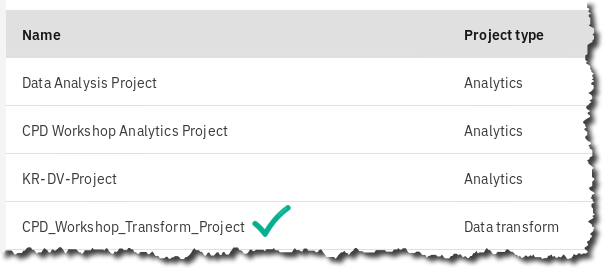 Name Project type
Data Analysis Project Analytics
CPD Workshop Analytics Project Analytics
KR-DV-Project Analytics
CPD_Workshop_Transform_Project Data transform